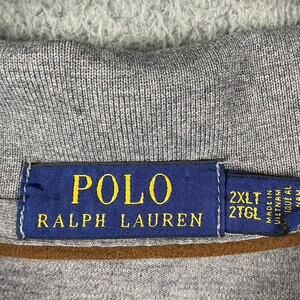 POLO
RALPH LAUREN
2XLT
2TGL
MADE IN
VIETNAM